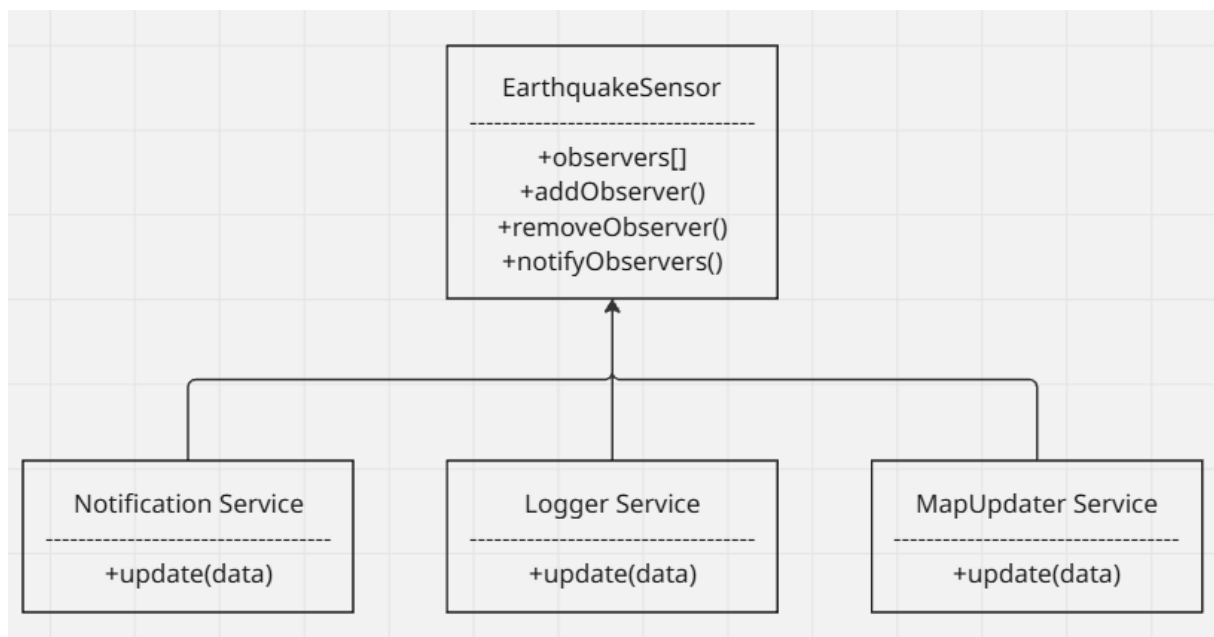 EarthquakeSensor
----------------------------------
+observers[]
+addObserver()
+removeObserver()
+notifyObservers()
Notification Service
----------------------------------
+update(data)
Logger Service
----------------------------------
+update(data)
MapUpdater Service
----------------------------------
+update(data)